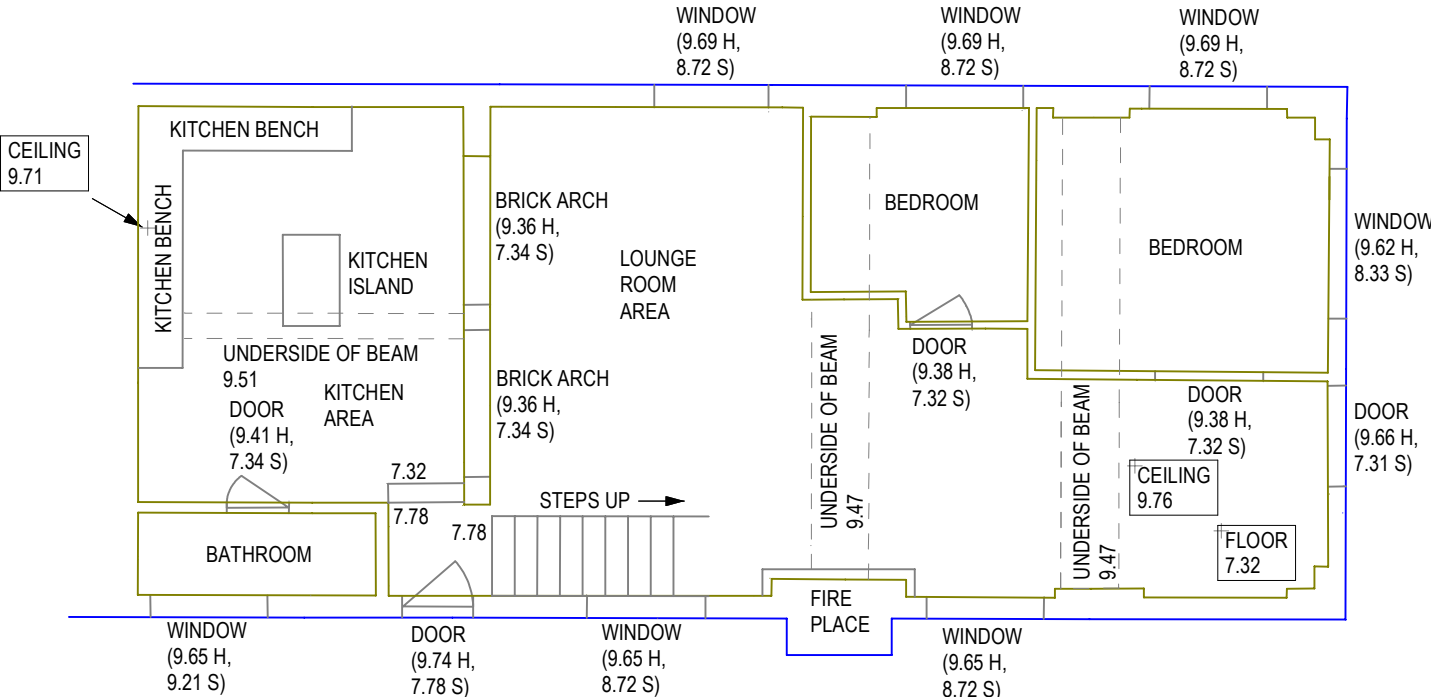 WINDOW
(9.69 H,
8.72 S)
WINDOW
(9.69 H,
8.72 S)
WINDOW
(9.69 H,
8.72 S)
KITCHEN BENCH
CEILING
9.71
KITCHEN BENCH
BRICK ARCH
(9.36 H,
7.34 S)
KITCHEN
ISLAND
LOUNGE
ROOM
AREA
BEDROOM
BEDROOM
WINDOW
(9.62 H,
8.33 S)
UNDERSIDE OF BEAM
9.51
KITCHEN
AREA
DOOR
(9.41 H,
7.34 S)
BRICK ARCH
(9.36 H,
7.34 S)
UNDERSIDE OF BEAM
9.47
DOOR
(9.38 H,
7.32 S)
UNDERSIDE OF BEAM
9.47
DOOR
(9.38 H,
7.32 S)
DOOR
(9.66 H,
7.31 S)
7.32
7.78
7.78
STEPS UP
CEILING
9.76
FLOOR
7.32
BATHROOM
FIRE
PLACE
WINDOW
(9.65 H,
9.21 S)
DOOR
(9.74 H,
7.78 S)
WINDOW
(9.65 H,
8.72 S)
WINDOW
(9.65 H,
8.72 S)